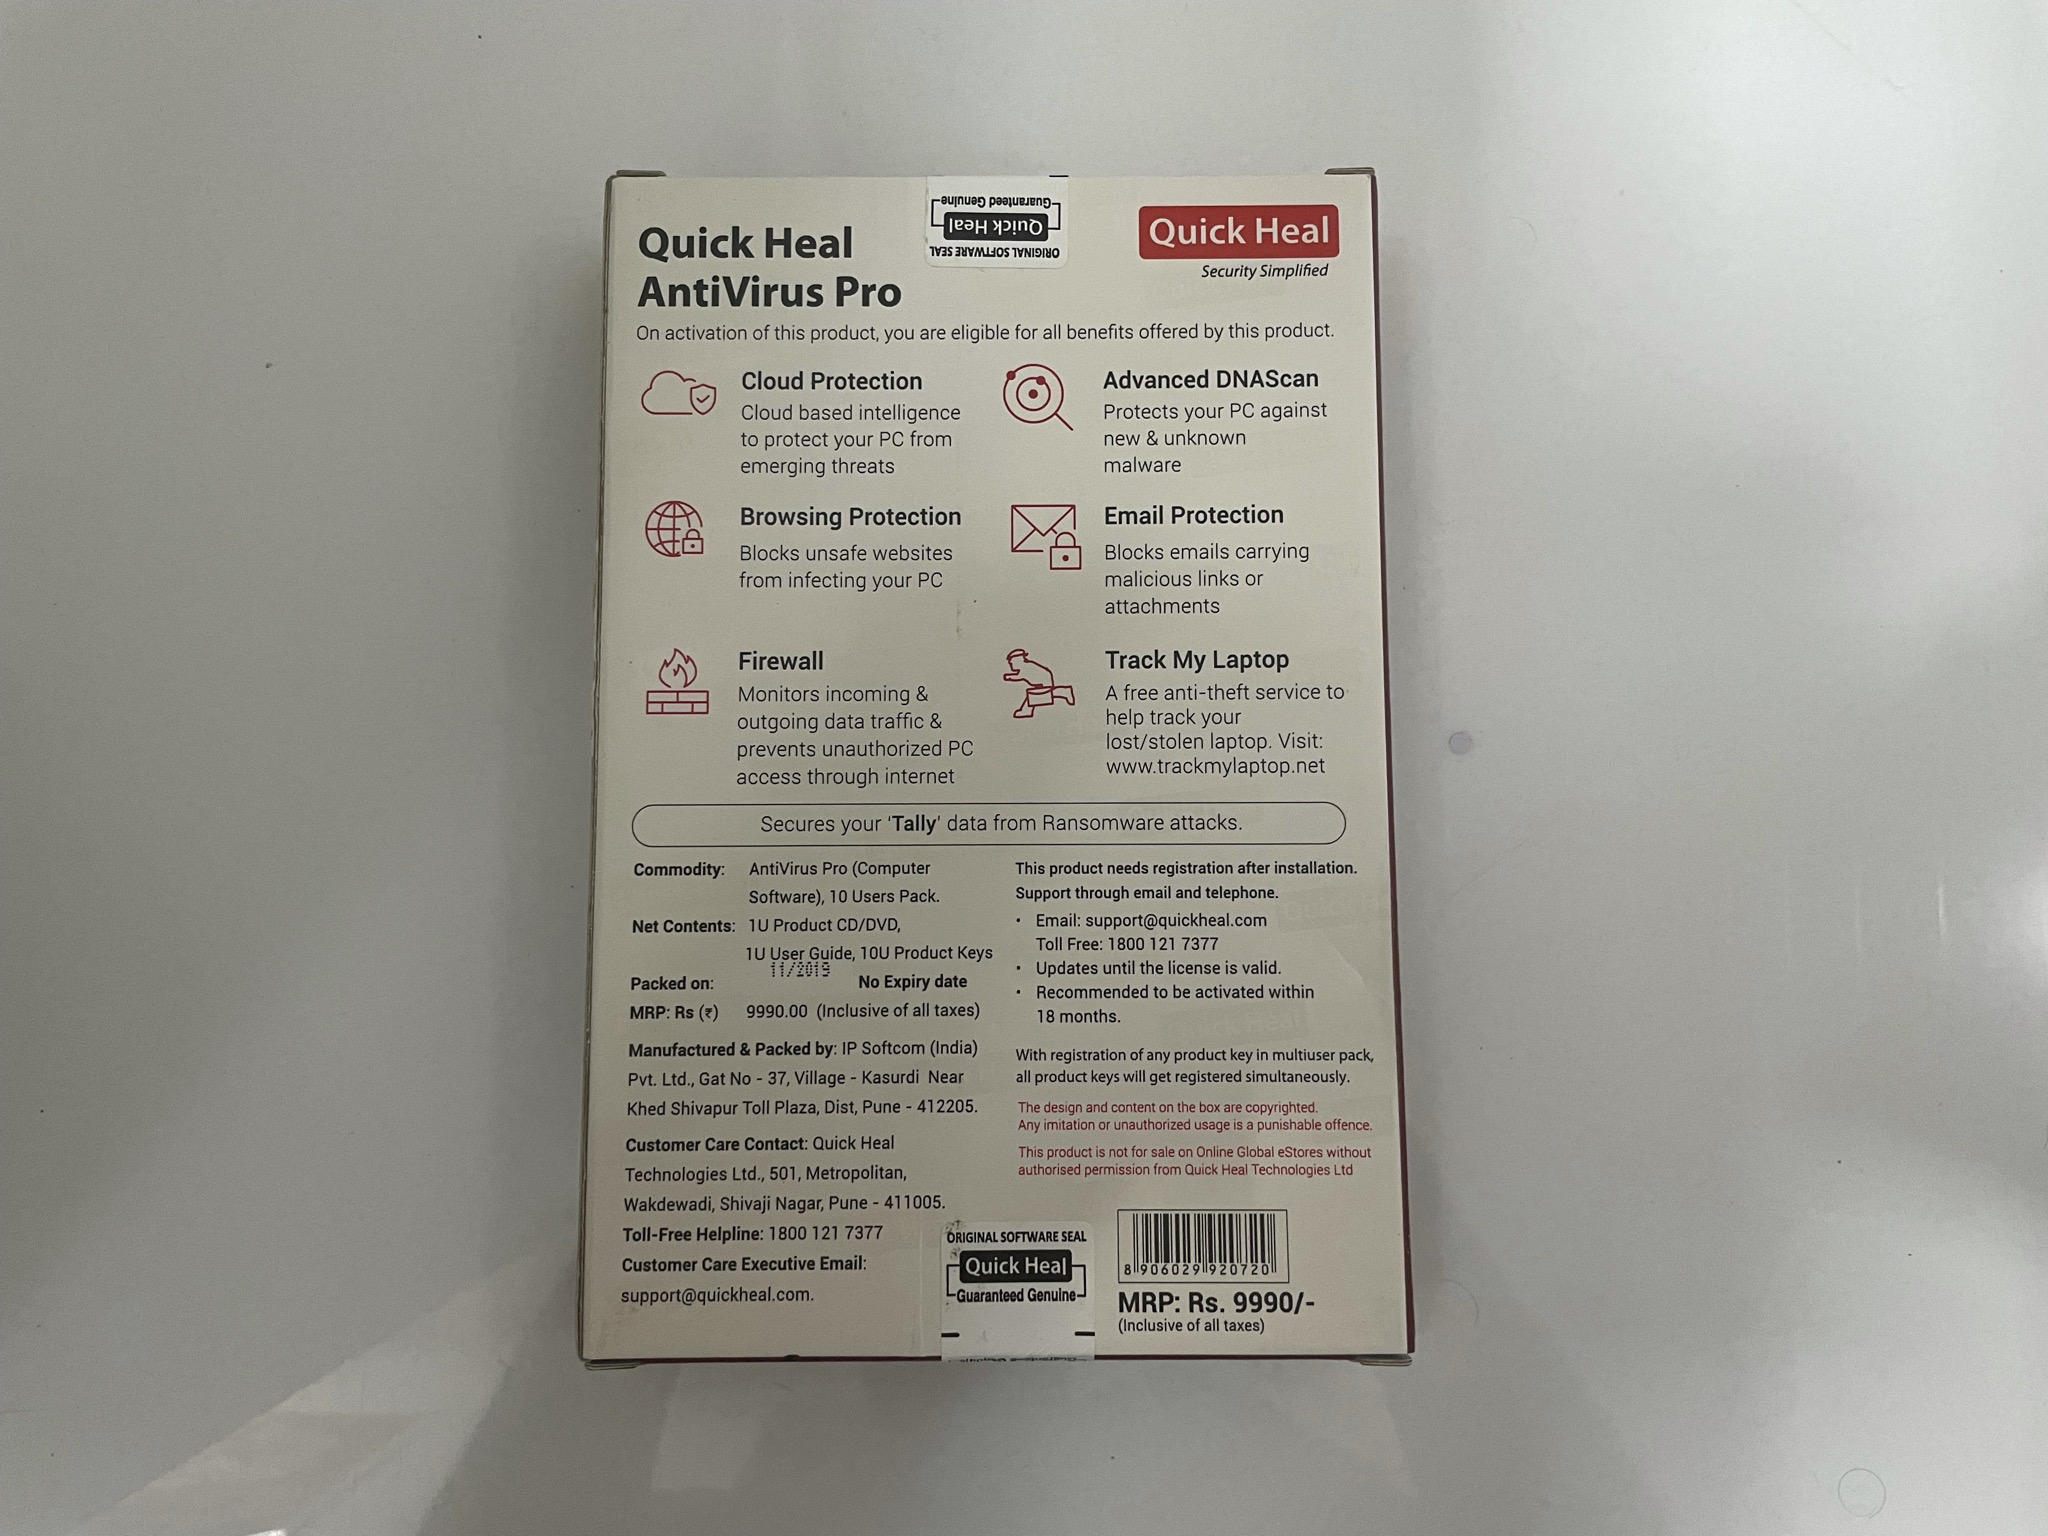 Guaranteed Genuine
Quick Heal
ORIGINAL SOFTWARE SEAL
Quick Heal
Security Simplified
Quick Heal
AntiVirus Pro
On activation of this product, you are eligible for all benefits offered by this product.
Cloud Protection
Cloud based intelligence
to protect your PC from
emerging threats
Advanced DNAScan
Protects your PC against
new & unknown
malware
Browsing Protection
Blocks unsafe websites
from infecting your PC
Email Protection
Blocks emails carrying
malicious links or
attachments
Firewall
Monitors incoming &
outgoing data traffic &
prevents unauthorized PC
access through internet
Track My Laptop
A free anti-theft service to
help track your
lost/stolen laptop. Visit:
www.trackmylaptop.net
Secures your 'Tally' data from Ransomware attacks.
Commodity: AntiVirus Pro (Computer
Software), 10 Users Pack.
Net Contents: 1U Product CD/DVD,
1U User Guide, 10U Product Keys
11/2019
Packed on: No Expiry date
MRP: Rs (₹) 9990.00 (Inclusive of all taxes)
Manufactured & Packed by: IP Softcom (India)
Pvt. Ltd., Gat No - 37, Village - Kasurdi Near
Khed Shivapur Toll Plaza, Dist, Pune - 412205.
Customer Care Contact: Quick Heal
Technologies Ltd., 501, Metropolitan,
Wakdewadi, Shivaji Nagar, Pune - 411005.
Toll-Free Helpline: 1800 121 7377
Customer Care Executive Email:
support@quickheal.com.
This product needs registration after installation.
Support through email and telephone.
• Email: support@quickheal.com
Toll Free: 1800 121 7377
• Updates until the license is valid.
• Recommended to be activated within
18 months.
With registration of any product key in multiuser pack,
all product keys will get registered simultaneously.
The design and content on the box are copyrighted.
Any imitation or unauthorized usage is a punishable offence.
This product is not for sale on Online Global eStores without
authorised permission from Quick Heal Technologies Ltd
ORIGINAL SOFTWARE SEAL
Quick Heal
Guaranteed Genuine
8 906029 920720
MRP: Rs. 9990/-
(Inclusive of all taxes)